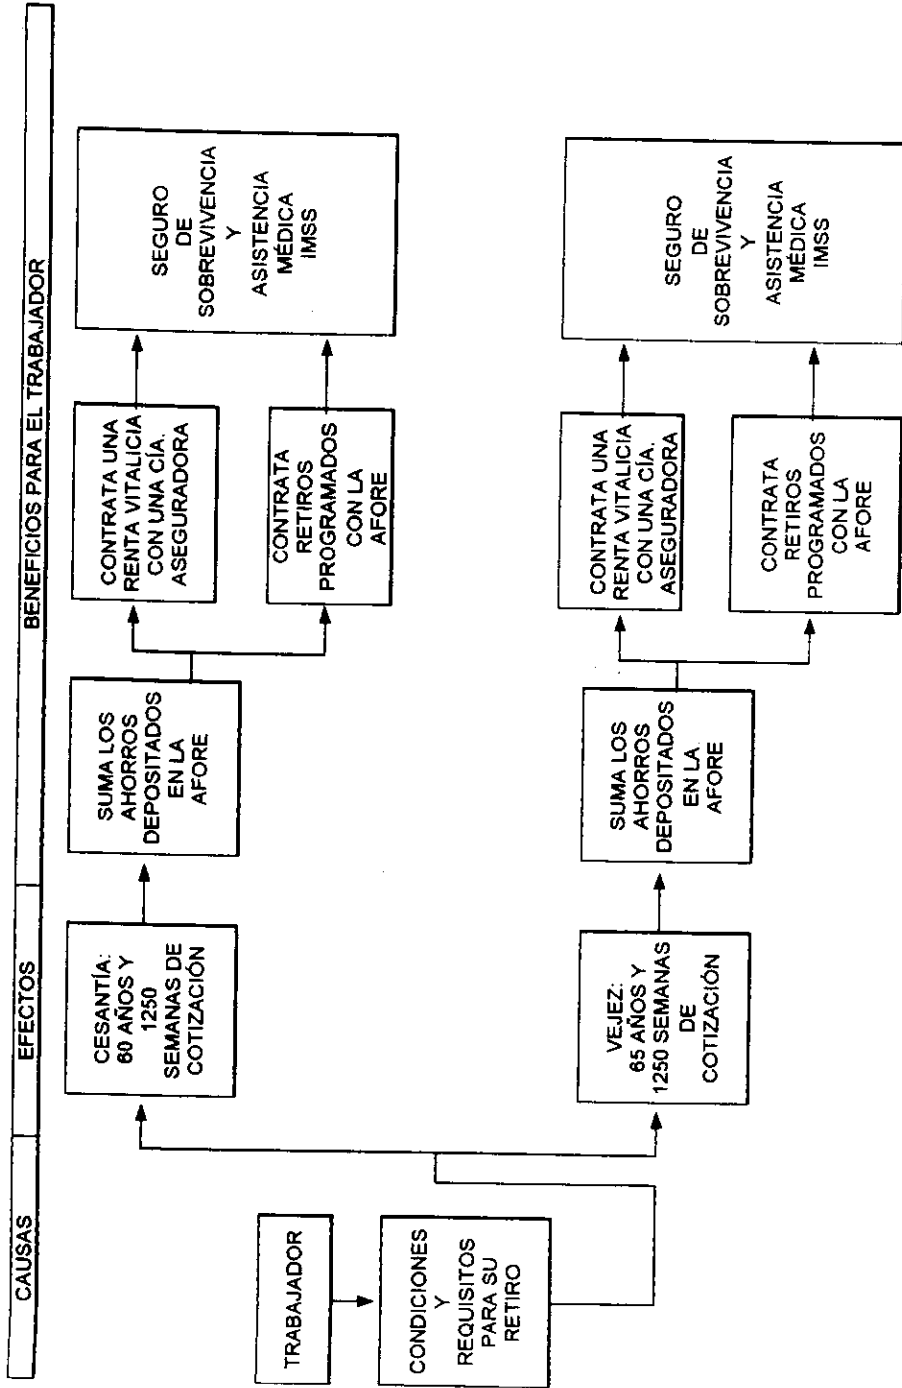 CAUSAS
EFECTOS
BENEFICIOS PARA EL TRABAJADOR
TRABAJADOR
CONDICIONES
Y
REQUISITOS
PARA SU
RETIRO
CESANTÍA:
60 AÑOS Y
1250
SEMANAS DE
COTIZACIÓN
SUMA LOS
AHORROS
DEPOSITADOS
EN LA
AFORE
CONTRATA UNA
RENTA VITALICIA
CON UNA CÍA.
ASEGURADORA
CONTRATA
RETIROS
PROGRAMADOS
CON LA
AFORE
SEGURO
DE
SOBREVIVENCIA
Y
ASISTENCIA
MÉDICA
IMSS
VEJEZ:
65 AÑOS Y
1250 SEMANAS
DE
COTIZACIÓN
SUMA LOS
AHORROS
DEPOSITADOS
EN LA
AFORE
CONTRATA UNA
RENTA VITALICIA
CON UNA CÍA.
ASEGURADORA
CONTRATA
RETIROS
PROGRAMADOS
CON LA
AFORE
SEGURO
DE
SOBREVIVENCIA
Y
ASISTENCIA
MÉDICA
IMSS